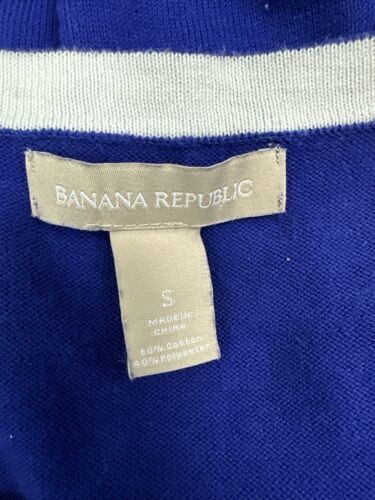 BANANA REPUBLIC
S
MADE IN
CHINA
60% Cotton
40% Polyester